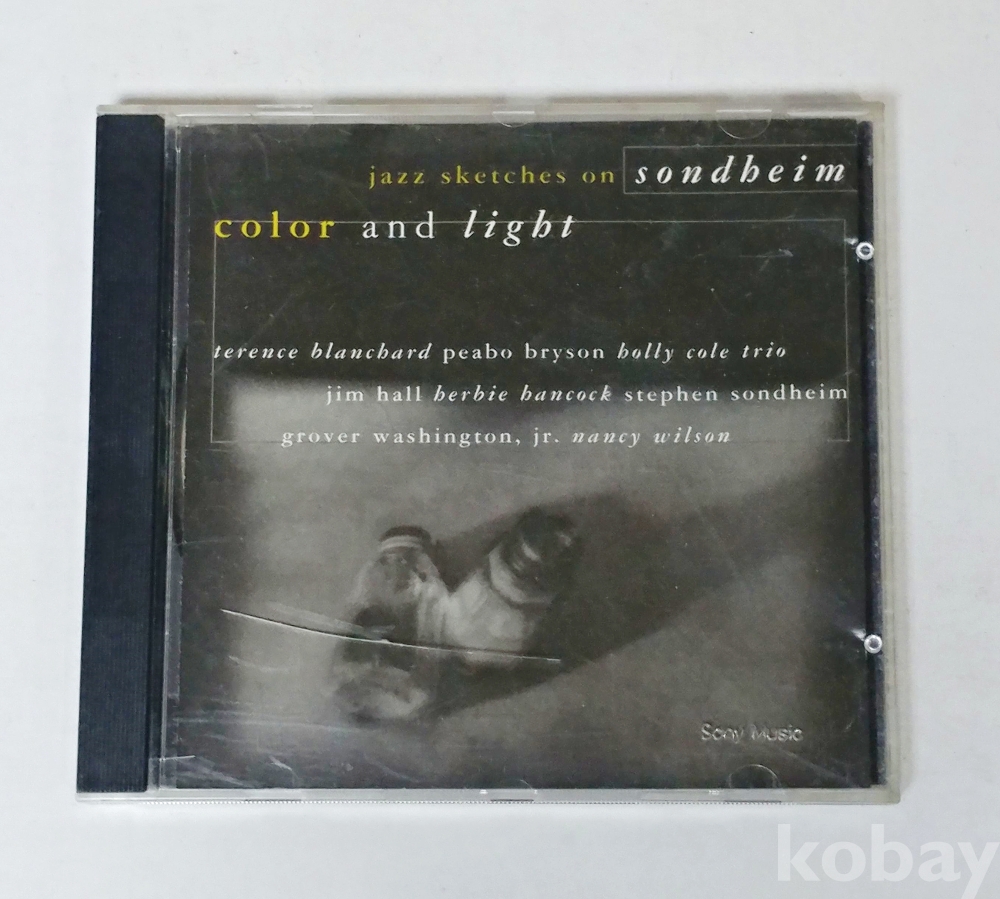 jazz sketches on sondheim
color and light
terence blanchard peabo bryson holly cole trio
jim hall herbie hancock stephen sondheim
grover washington, jr. nancy wilson
Sony Music
kobay